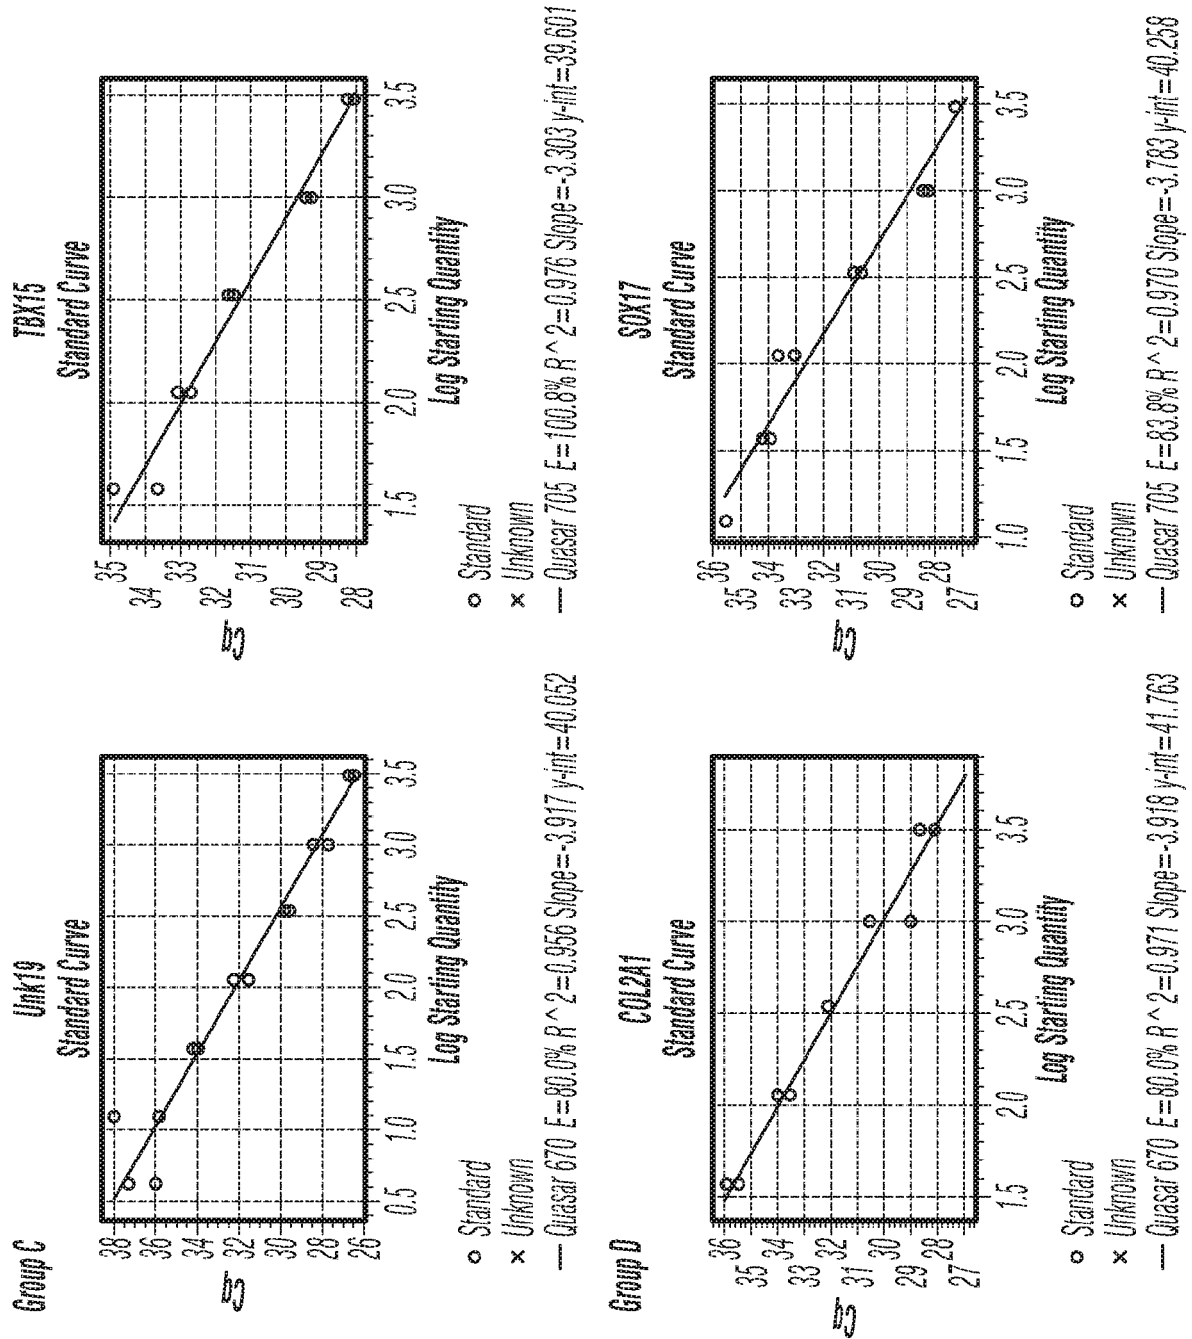 Group C
Unk19
Standard Curve
Cq
38
36
34
32
30
28
26
0.5 1.0 1.5 2.0 2.5 3.0 3.5
Log Starting Quantity
Standard
Unknown
Quasar 670 E=80.0% R^2=0.956 Slope=-3.917 y-int=40.052
TBX15
Standard Curve
Cq
35
34
33
32
31
30
29
28
1.5 2.0 2.5 3.0 3.5
Log Starting Quantity
Standard
Unknown
Quasar 705 E=100.8% R^2=0.976 Slope=-3.303 y-int=39.601
Group D
COL2A1
Standard Curve
Cq
36
35
34
33
32
31
30
29
28
27
1.5 2.0 2.5 3.0 3.5
Log Starting Quantity
Standard
Unknown
Quasar 670 E=80.0% R^2=0.971 Slope=-3.918 y-int=41.763
SOX17
Standard Curve
Cq
36
35
34
33
31
30
29
28
27
1.0 1.5 2.0 2.5 3.0 3.5
Log Starting Quantity
Standard
Unknown
Quasar 705 E=83.8% R^2=0.970 Slope=-3.783 y-int=40.258